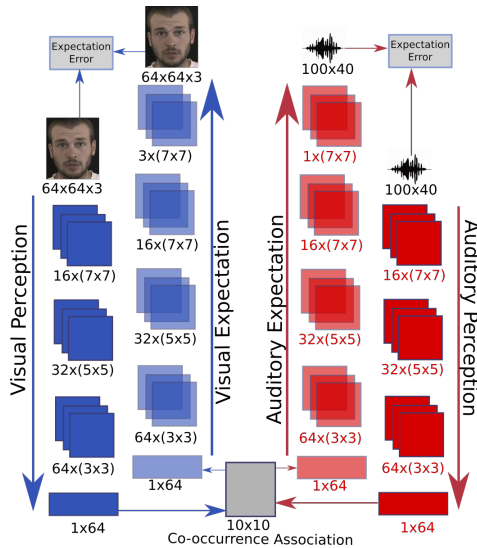 Expectation
Error
64x64x3
100x40
Expectation
Error
64x64x3
3x(7x7)
1x(7x7)
100x40
16x(7x7)
16x(7x7)
16x(7x7)
16x(7x7)
32x(5x5)
32x(5x5)
32x(5x5)
32x(5x5)
64x(3x3)
64x(3x3)
64x(3x3)
64x(3x3)
Visual Perception
Visual Expectation
Auditory Expectation
Auditory Perception
1x64
1x64
1x64
1x64
10x10
Co-occurrence Association